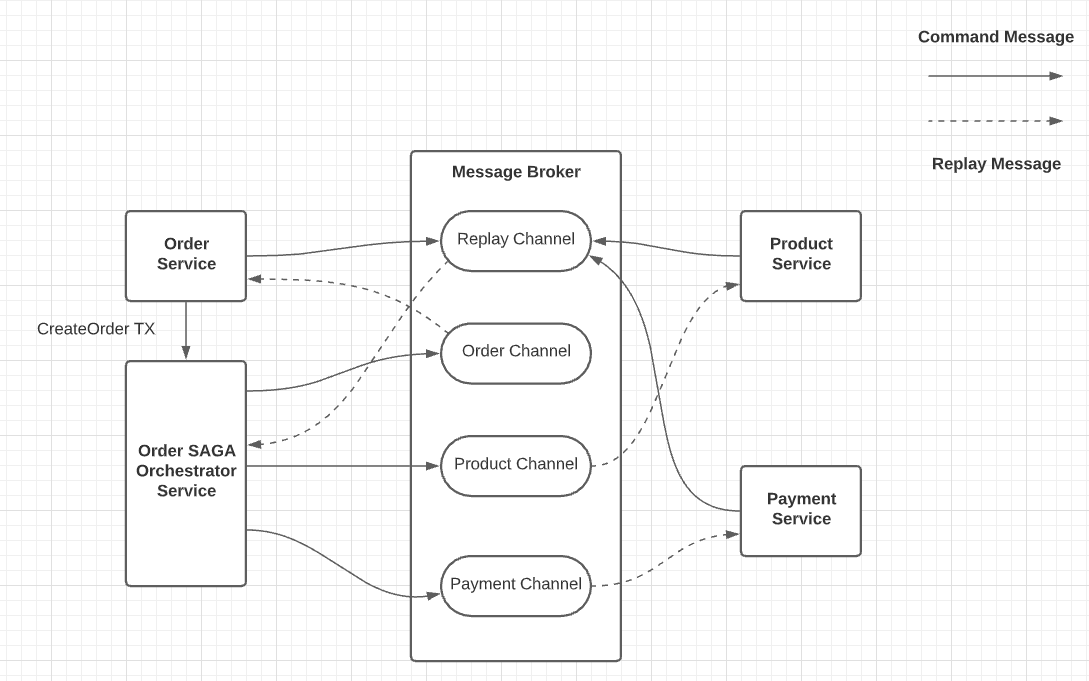 Command Message
Replay Message
Message Broker
Order
Service
Replay Channel
Product
Service
CreateOrder TX
Order Channel
Order SAGA
Orchestrator
Service
Product Channel
Payment
Service
Payment Channel